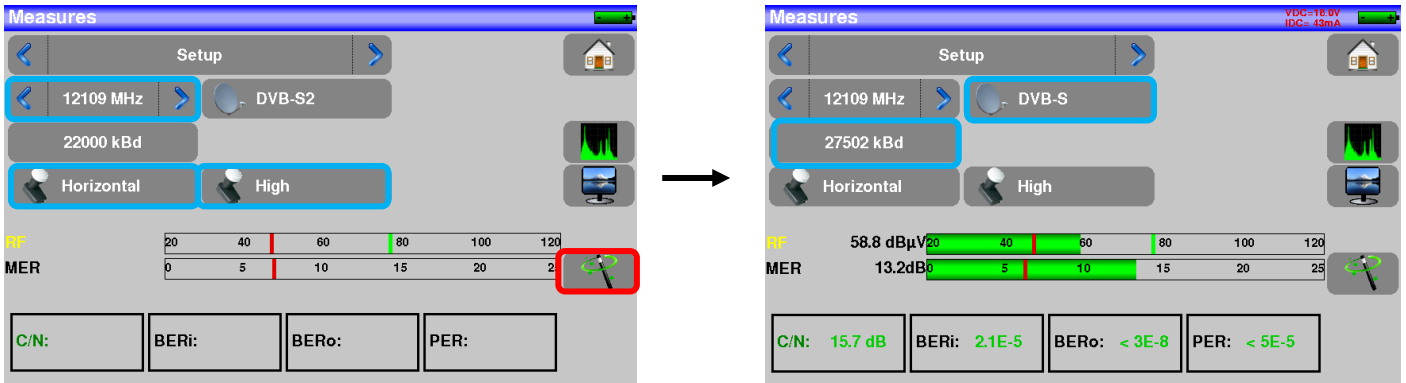 Measures
Setup
12109 MHz
DVB-S2
22000 kBd
Horizontal
High
RF
20 40 60 80 100 120
MER
0 5 10 15 20 2
C/N:
BERi:
BERo:
PER:
Measures
VDC=18.0V
IDC= 43mA
Setup
12109 MHz
DVB-S
27502 kBd
Horizontal
High
RF 58.8 dBµV 20 40 60 80 100 120
MER 13.2dB 0 5 10 15 20 25
C/N: 15.7 dB
BERi: 2.1E-5
BERo: < 3E-8
PER: < 5E-5